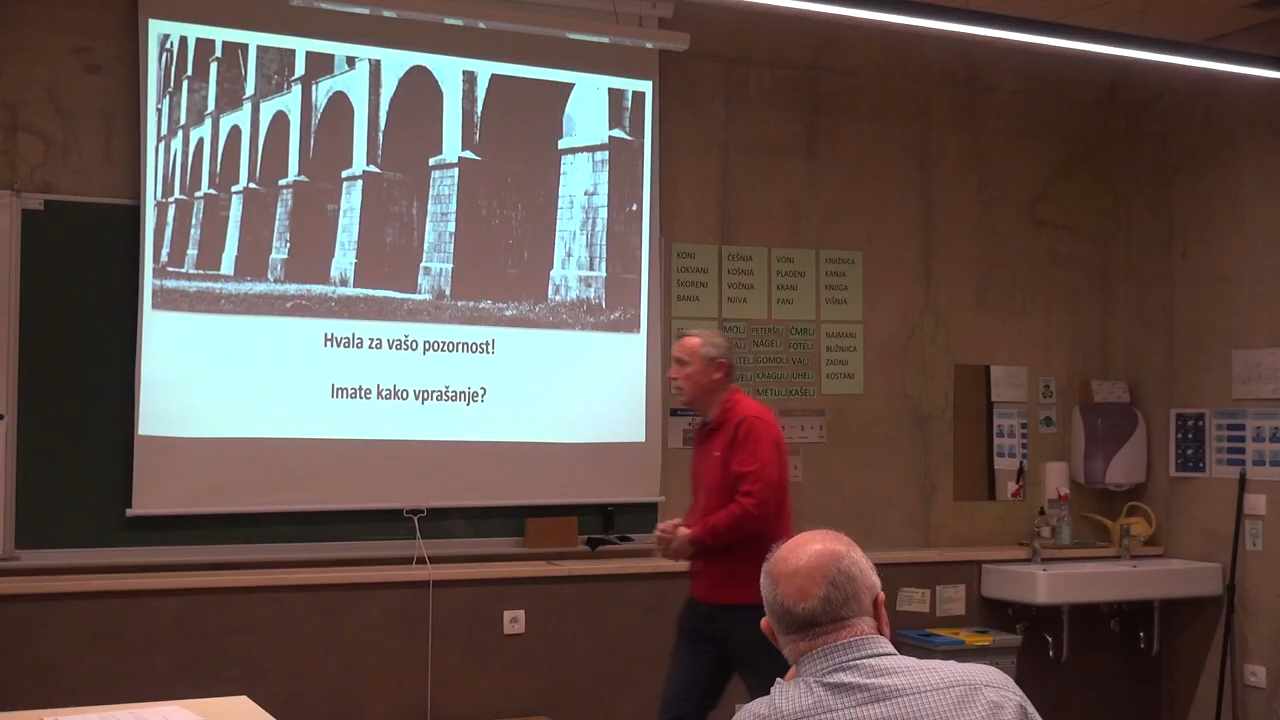 Hvala za vašo pozornost!
Imate kako vprašanje?
KONJ
LOKVANJ
ŠKORENJ
BANJA
ČEŠNJA
KOŠNJA
VOŽNJA
NJIVA
VONJ
PLADENJ
KRANJ
PANJ
KNJIŽNICA
KANJA
KNJIGA
VIŠNJA
MOLJ
PETERŠILJ
ČMRLJ
NAGELJ
FOTELJ
GOMOLJ
VALJ
KRAGULJ
UHELJ
METULJ
KAŠELJ
NAJMANJ
BLIŽNJICA
ZADNJI
KOSTANJ